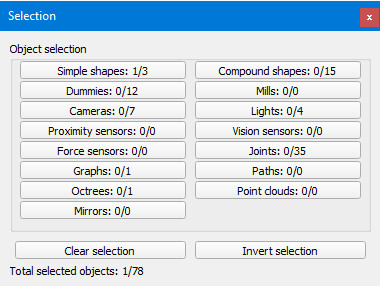 Selection
x
Object selection
Simple shapes: 1/3
Compound shapes: 0/15
Dummies: 0/12
Mills: 0/0
Cameras: 0/7
Lights: 0/4
Proximity sensors: 0/0
Vision sensors: 0/0
Force sensors: 0/0
Joints: 0/35
Graphs: 0/1
Paths: 0/0
Octrees: 0/1
Point clouds: 0/0
Mirrors: 0/0
Clear selection
Invert selection
Total selected objects: 1/78